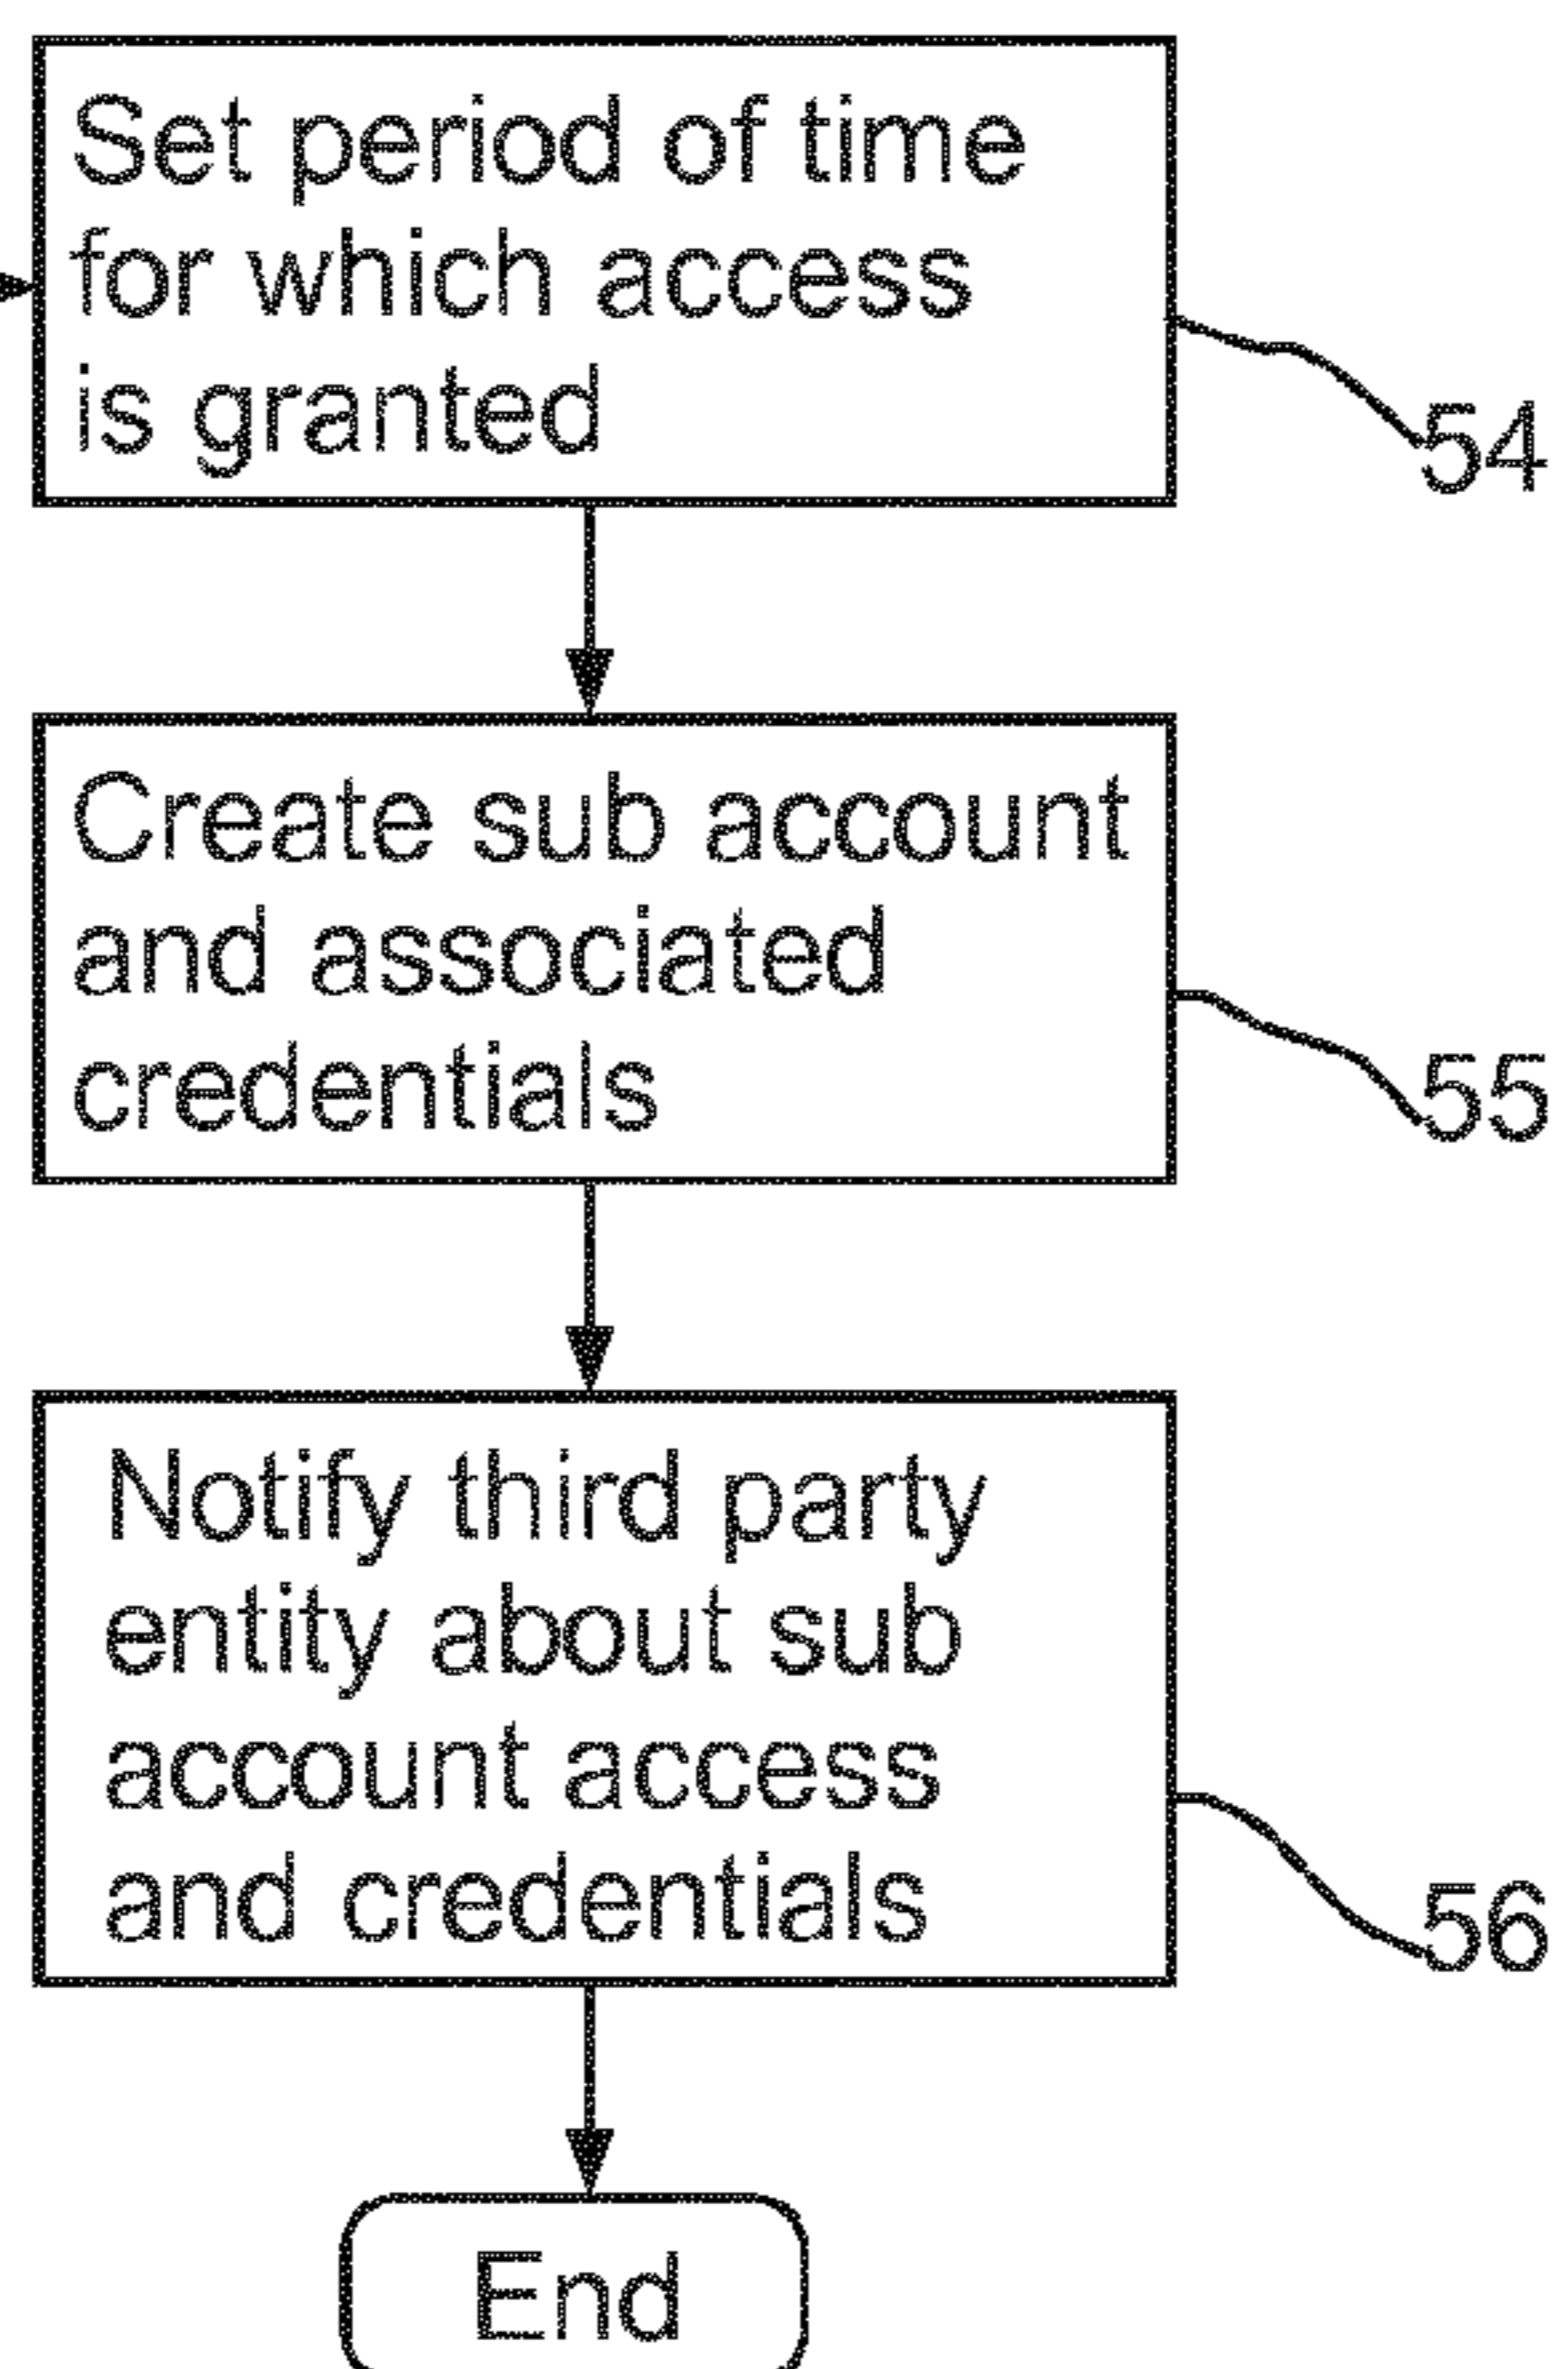 Set period of time
for which access
is granted
54
Create sub account
and associated
credentials
55
Notify third party
entity about sub
account access
and credentials
56
End